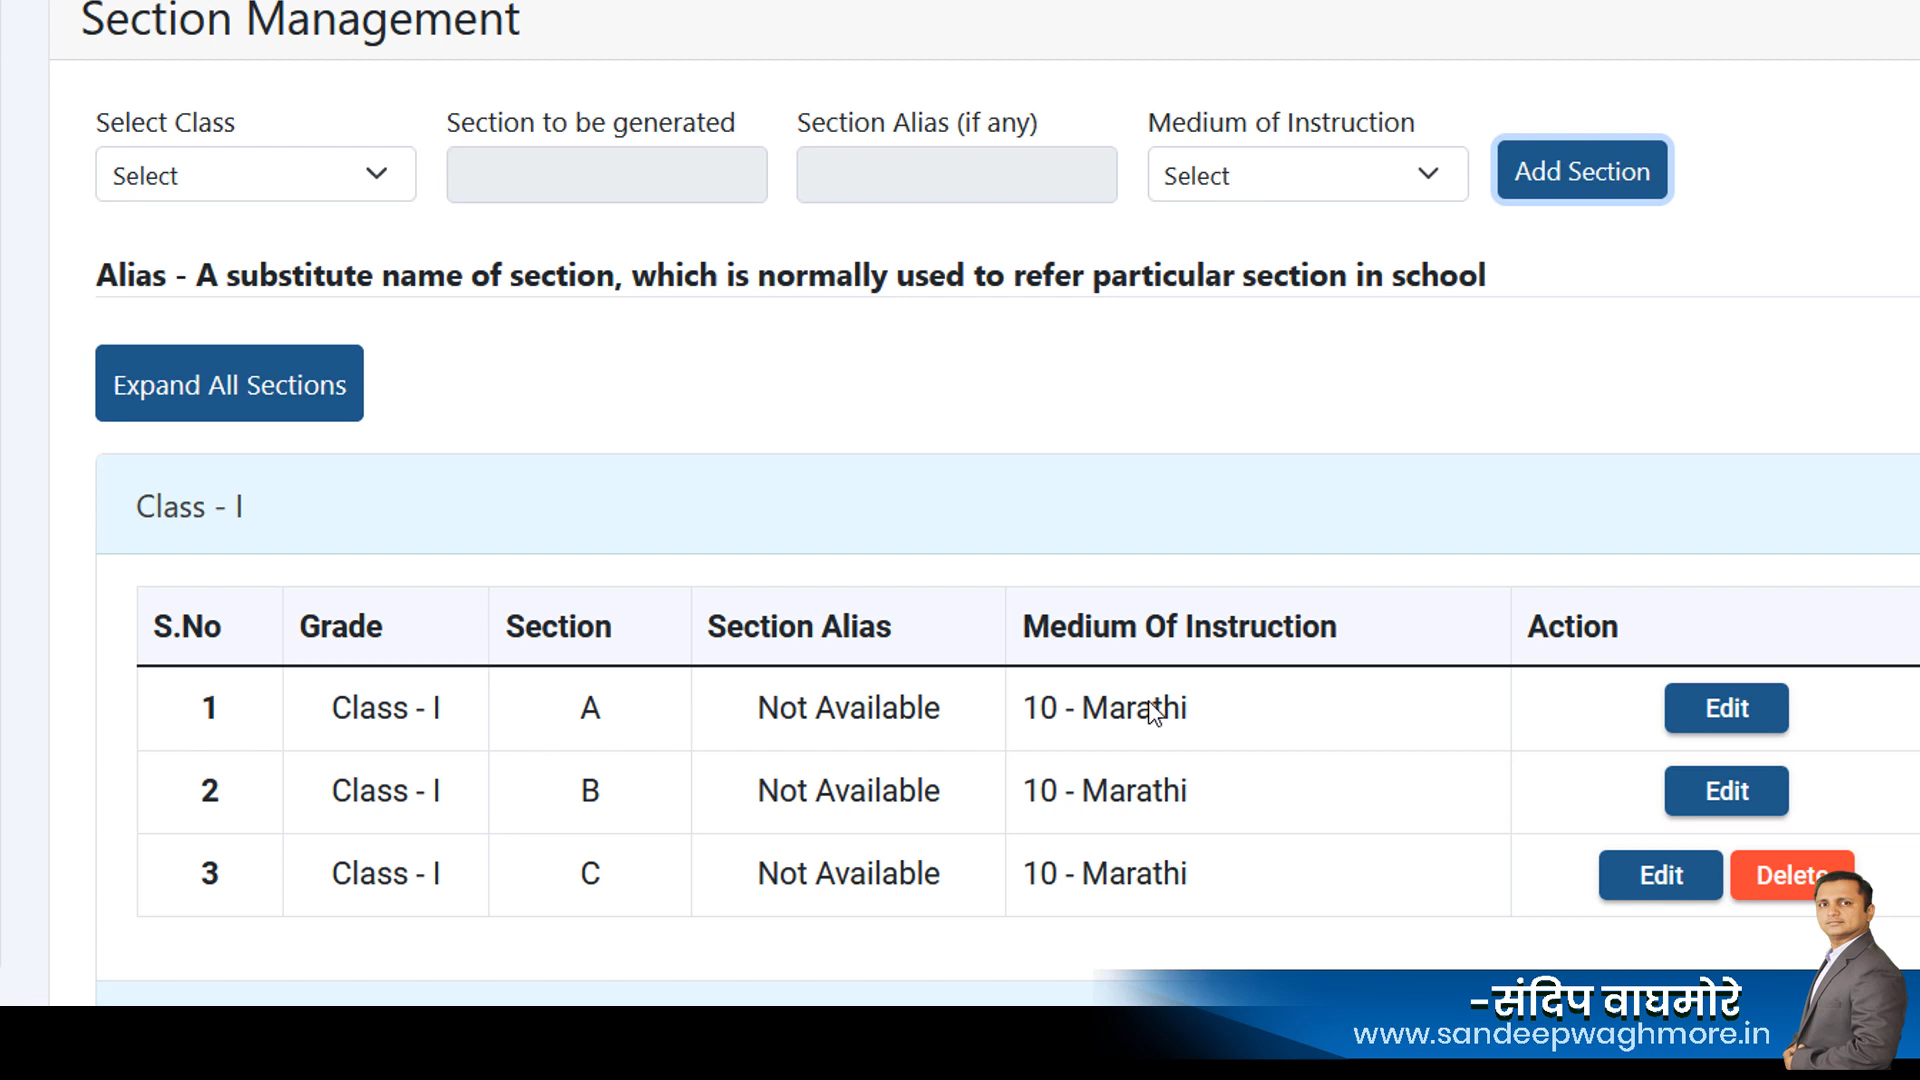 Section Management
Select Class Section to be generated Section Alias (if any) Medium of Instruction
Select Select Add Section
Alias - A substitute name of section, which is normally used to refer particular section in school
Expand All Sections
Class - I
S.No Grade Section Section Alias Medium Of Instruction Action
1 Class - I A Not Available 10 - Marathi Edit
2 Class - I B Not Available 10 - Marathi Edit
3 Class - I C Not Available 10 - Marathi Edit Delete
-संदिप वाघमोरे
www.sandeepwaghmore.in